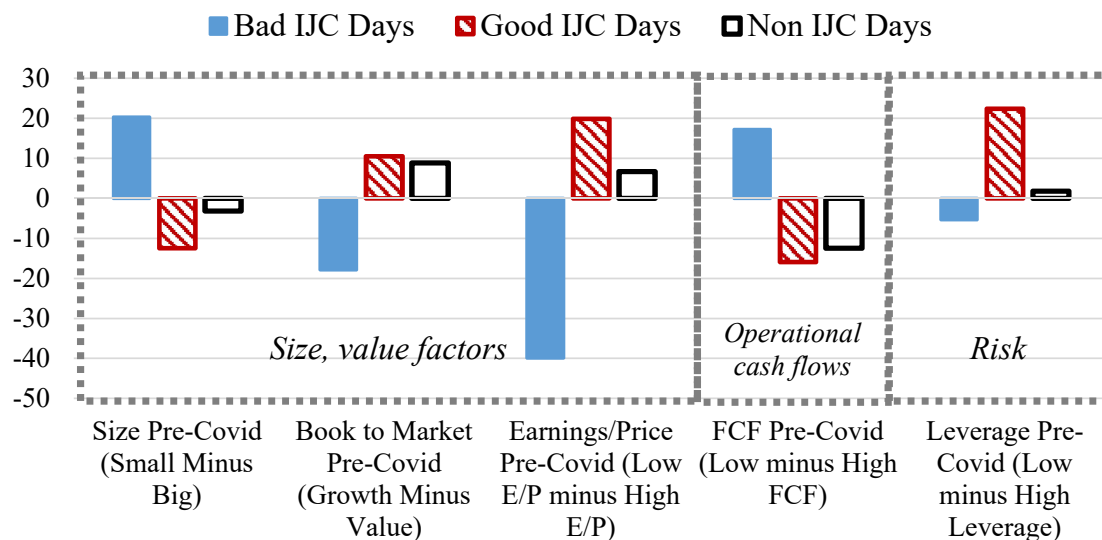 Bad IJC Days Good IJC Days Non IJC Days
30
20
10
0
-10
-20
-30
-40
-50
Size, value factors
Operational
cash flows
Risk
Size Pre-Covid
(Small Minus
Big)
Book to Market
Pre-Covid
(Growth Minus
Value)
Earnings/Price
Pre-Covid (Low
E/P minus High
E/P)
FCF Pre-Covid
(Low minus High
FCF)
Leverage Pre-
Covid (Low
minus High
Leverage)